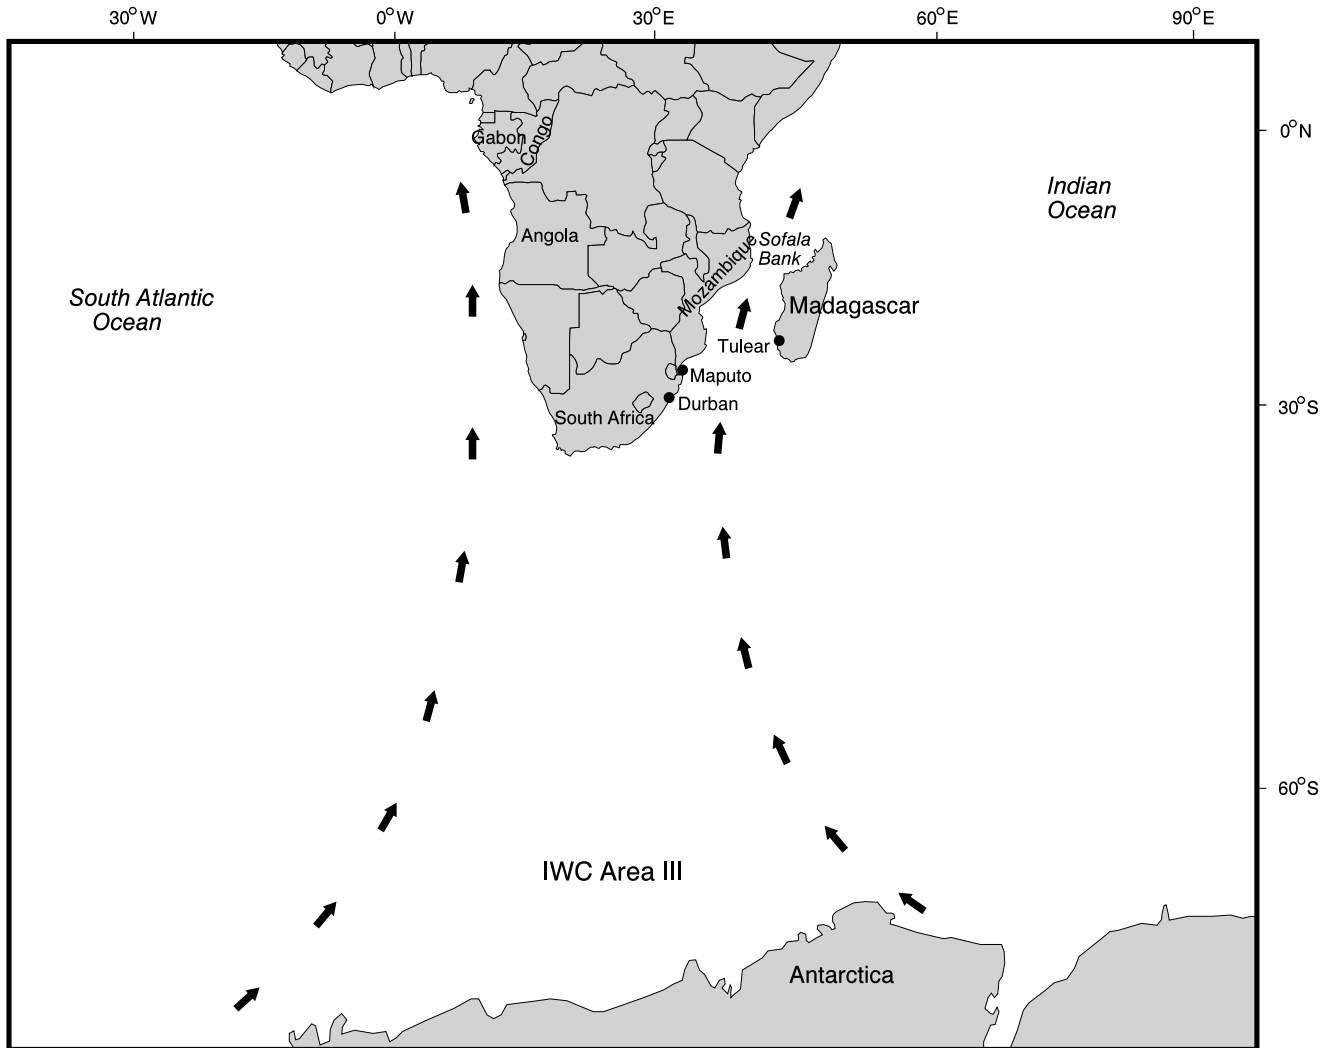 30°W 0°W 30°E 60°E 90°E
0°N
Gabon
Congo
Indian
Ocean
Angola
Mozambique
Sofala
Bank
South Atlantic
Ocean
Madagascar
Tulear
Maputo
Durban
30°S
South Africa
60°S
IWC Area III
Antarctica